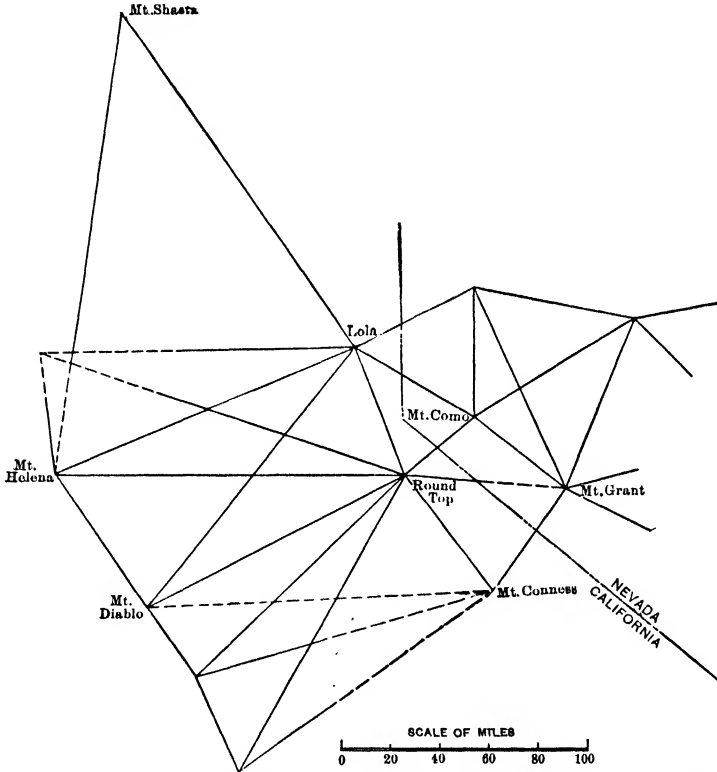 Mt. Shasta
Lola
Mt. Como
Mt.
Helena
Round
Top
Mt. Grant
Mt.
Diablo
Mt. Conness
NEVADA
CALIFORNIA
SCALE OF MILES
0 20 40 60 80 100